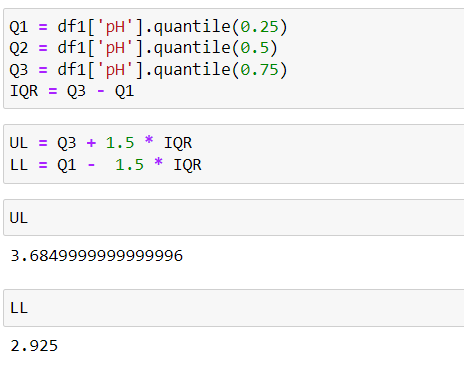 Q1 = df1['pH'].quantile(0.25)
Q2 = df1['pH'].quantile(0.5)
Q3 = df1['pH'].quantile(0.75)
IQR = Q3 - Q1
UL = Q3 + 1.5 * IQR
LL = Q1 -  1.5 * IQR
UL
3.6849999999999996
LL
2.925